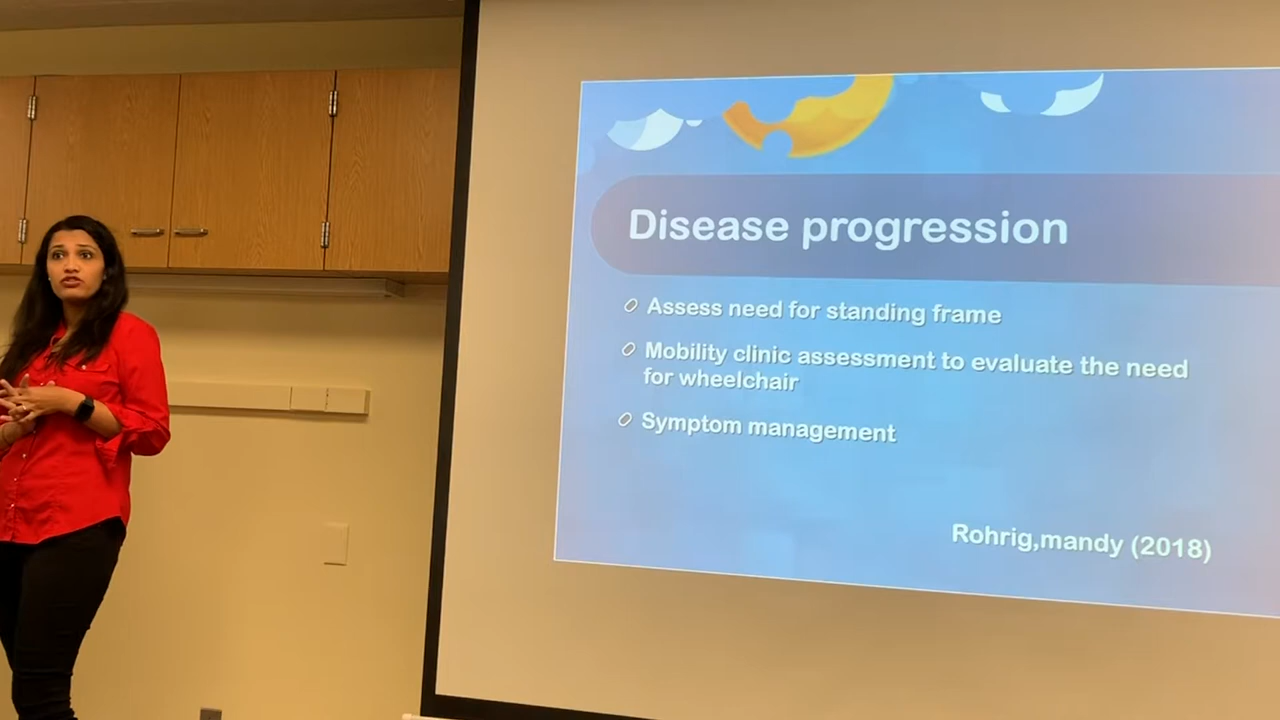 Disease progression
Assess need for standing frame
Mobility clinic assessment to evaluate the need
for wheelchair
Symptom management
Rohrig,mandy (2018)